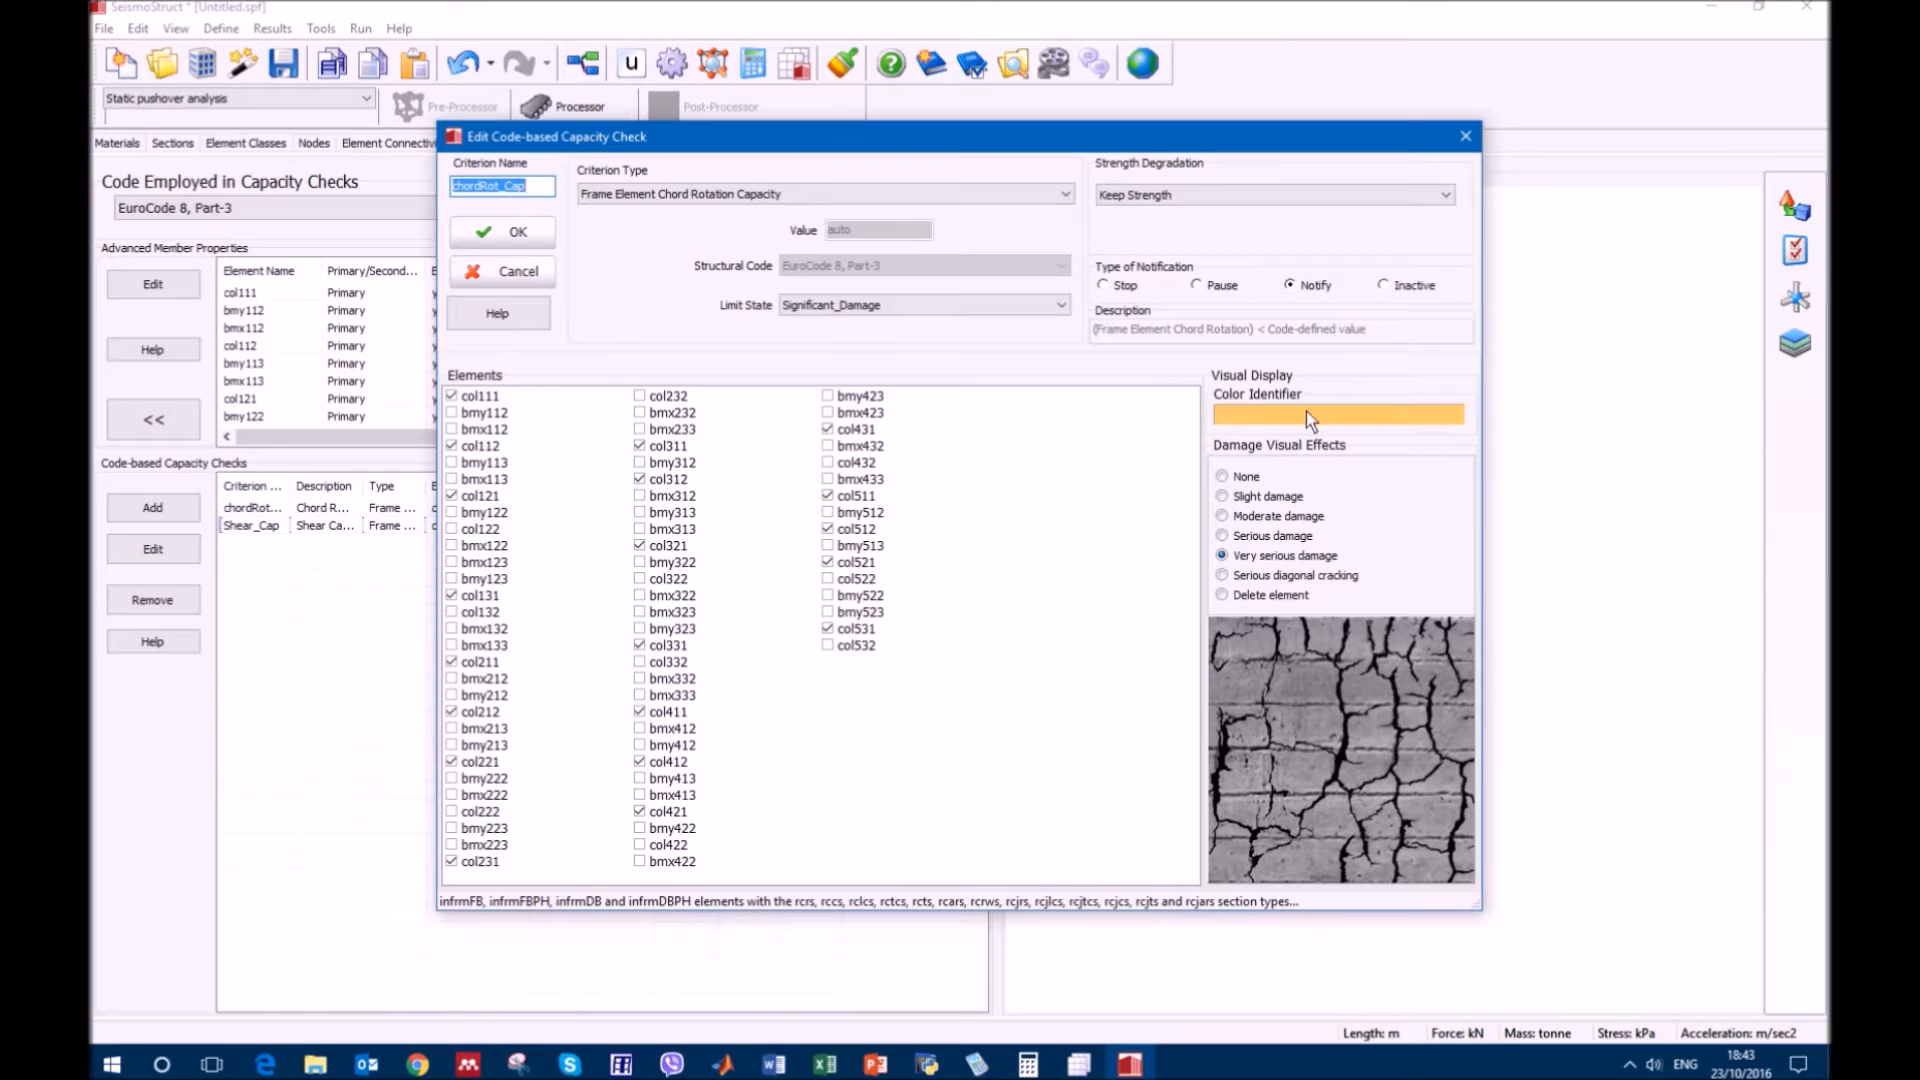 SeismoStruct * [Untitled.spf]
File Edit View Define Results Tools Run Help
u
Static pushover analysis
Pre-Processor
Processor
Post-Processor
Materials Sections Element Classes Nodes Element Connectiv
Code Employed in Capacity Checks
EuroCode 8, Part-3
Advanced Member Properties
Edit
Help
<<
Element Name Primary/Second...
col111 Primary
bmy112 Primary
bmx112 Primary
col112 Primary
bmy113 Primary
bmx113 Primary
col121 Primary
bmy122 Primary
Code-based Capacity Checks
Add
Edit
Remove
Help
Criterion ... Description Type
chordRot... Chord R... Frame ...
Shear_Cap Shear Ca... Frame ...
Edit Code-based Capacity Check
Criterion Name
chordRot_Cap
OK
Cancel
Help
Criterion Type
Frame Element Chord Rotation Capacity
Value auto
Structural Code EuroCode 8, Part-3
Limit State Significant_Damage
Strength Degradation
Keep Strength
Type of Notification
Stop Pause Notify Inactive
Description
(Frame Element Chord Rotation) < Code-defined value
Elements
col111
bmy112
bmx112
col112
bmy113
bmx113
col121
bmy122
col122
bmx122
bmx123
bmy123
col131
col132
bmx132
bmx133
col211
bmx212
bmy212
col212
bmx213
bmy213
col221
bmy222
bmx222
col222
bmy223
bmx223
col231
col232
bmx232
bmx233
col311
bmy312
col312
bmx312
bmy313
bmx313
col321
bmy322
col322
bmx322
bmx323
bmy323
col331
col332
bmx332
bmx333
col411
bmx412
bmy412
col412
bmy413
bmx413
col421
bmy422
col422
bmx422
bmy423
bmx423
col431
bmx432
col432
bmx433
col511
bmy512
col512
bmy513
col521
col522
bmy522
bmy523
col531
col532
Visual Display
Color Identifier
Damage Visual Effects
None
Slight damage
Moderate damage
Serious damage
Very serious damage
Serious diagonal cracking
Delete element
infrmFB, infrmFBPH, infrmDB and infrmDBPH elements with the rcrs, rccs, rclcs, rctcs, rcts, rcars, rcrws, rcjrs, rcjlcs, rcjtcs, rcjcs, rcjts and rcjars section types...
Length: m Force: kN Mass: tonne Stress: kPa Acceleration: m/sec2
ENG
18:43
23/10/2016